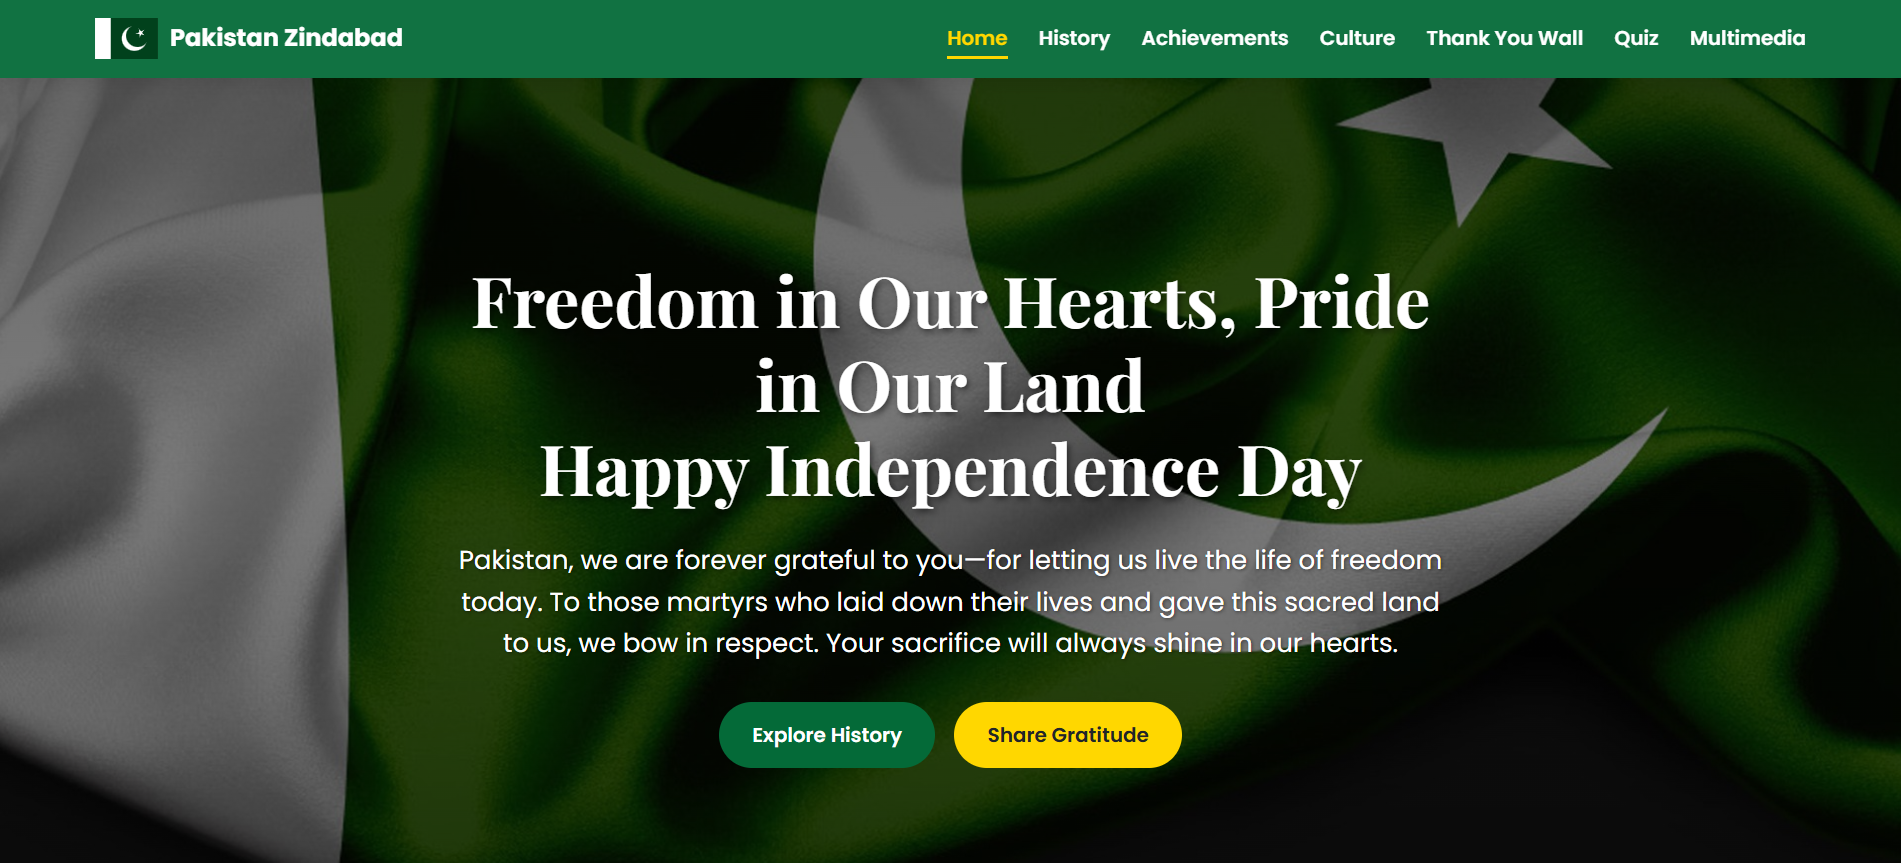 Pakistan Zindabad
Home History Achievements Culture Thank You Wall Quiz Multimedia
Freedom in Our Hearts, Pride
in Our Land
Happy Independence Day
Pakistan, we are forever grateful to you—for letting us live the life of freedom
today. To those martyrs who laid down their lives and gave this sacred land
to us, we bow in respect. Your sacrifice will always shine in our hearts.
Explore History Share Gratitude